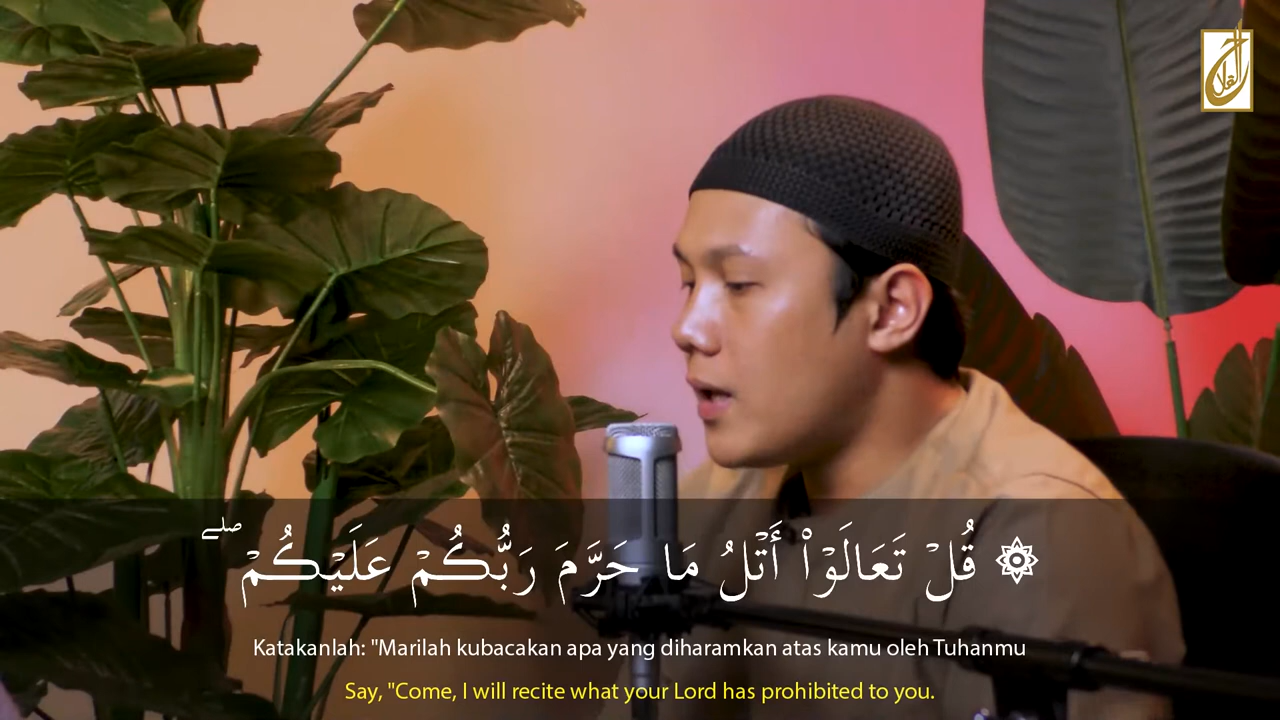 العلا
۞ قُلْ تَعَالَوْا۟ أَتْلُ مَا حَرَّمَ رَبُّكُمْ عَلَيْكُمْ ۖ
Katakanlah: "Marilah kubacakan apa yang diharamkan atas kamu oleh Tuhanmu
Say, "Come, I will recite what your Lord has prohibited to you.